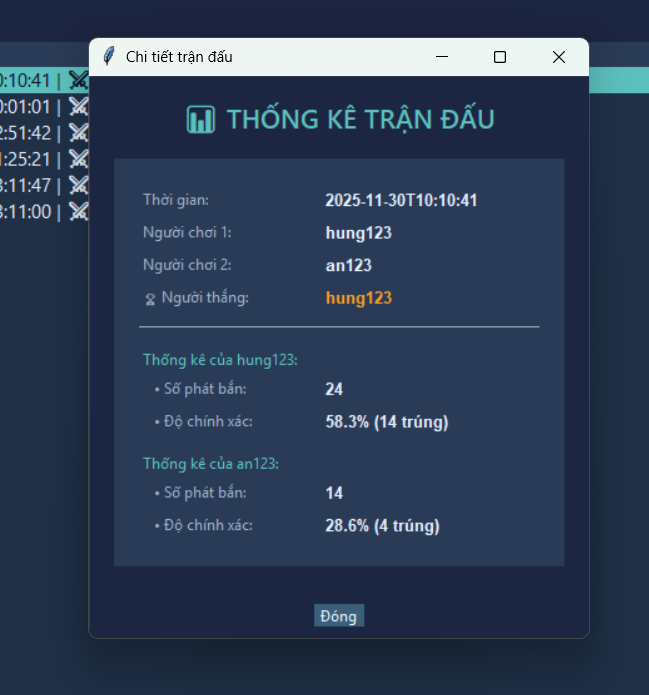 Chi tiết trận đấu
:10:41 |
:01:01 |
:51:42 |
:25:21 |
:11:47 |
:11:00 |
THỐNG KÊ TRẬN ĐẤU
Thời gian: 2025-11-30T10:10:41
Người chơi 1: hung123
Người chơi 2: an123
Người thắng: hung123
Thống kê của hung123:
• Số phát bắn: 24
• Độ chính xác: 58.3% (14 trúng)
Thống kê của an123:
• Số phát bắn: 14
• Độ chính xác: 28.6% (4 trúng)
Đóng